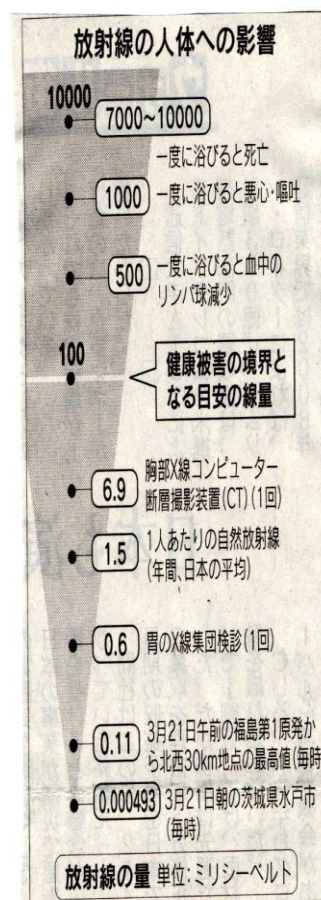 放射線の人体への影響
10000
7000〜10000
一度に浴びると死亡
1000 一度に浴びると悪心・嘔吐
500 一度に浴びると血中の
リンパ球減少
100
健康被害の境界と
なる目安の線量
6.9 胸部X線コンピューター
断層撮影装置(CT)(1回)
1.5 1人あたりの自然放射線
(年間、日本の平均)
0.6 胃のX線集団検診(1回)
0.11 3月21日午前の福島第1原発か
ら北西30km地点の最高値(毎時
0.000493 3月21日朝の茨城県水戸市
(毎時)
放射線の量 単位:ミリシーベルト